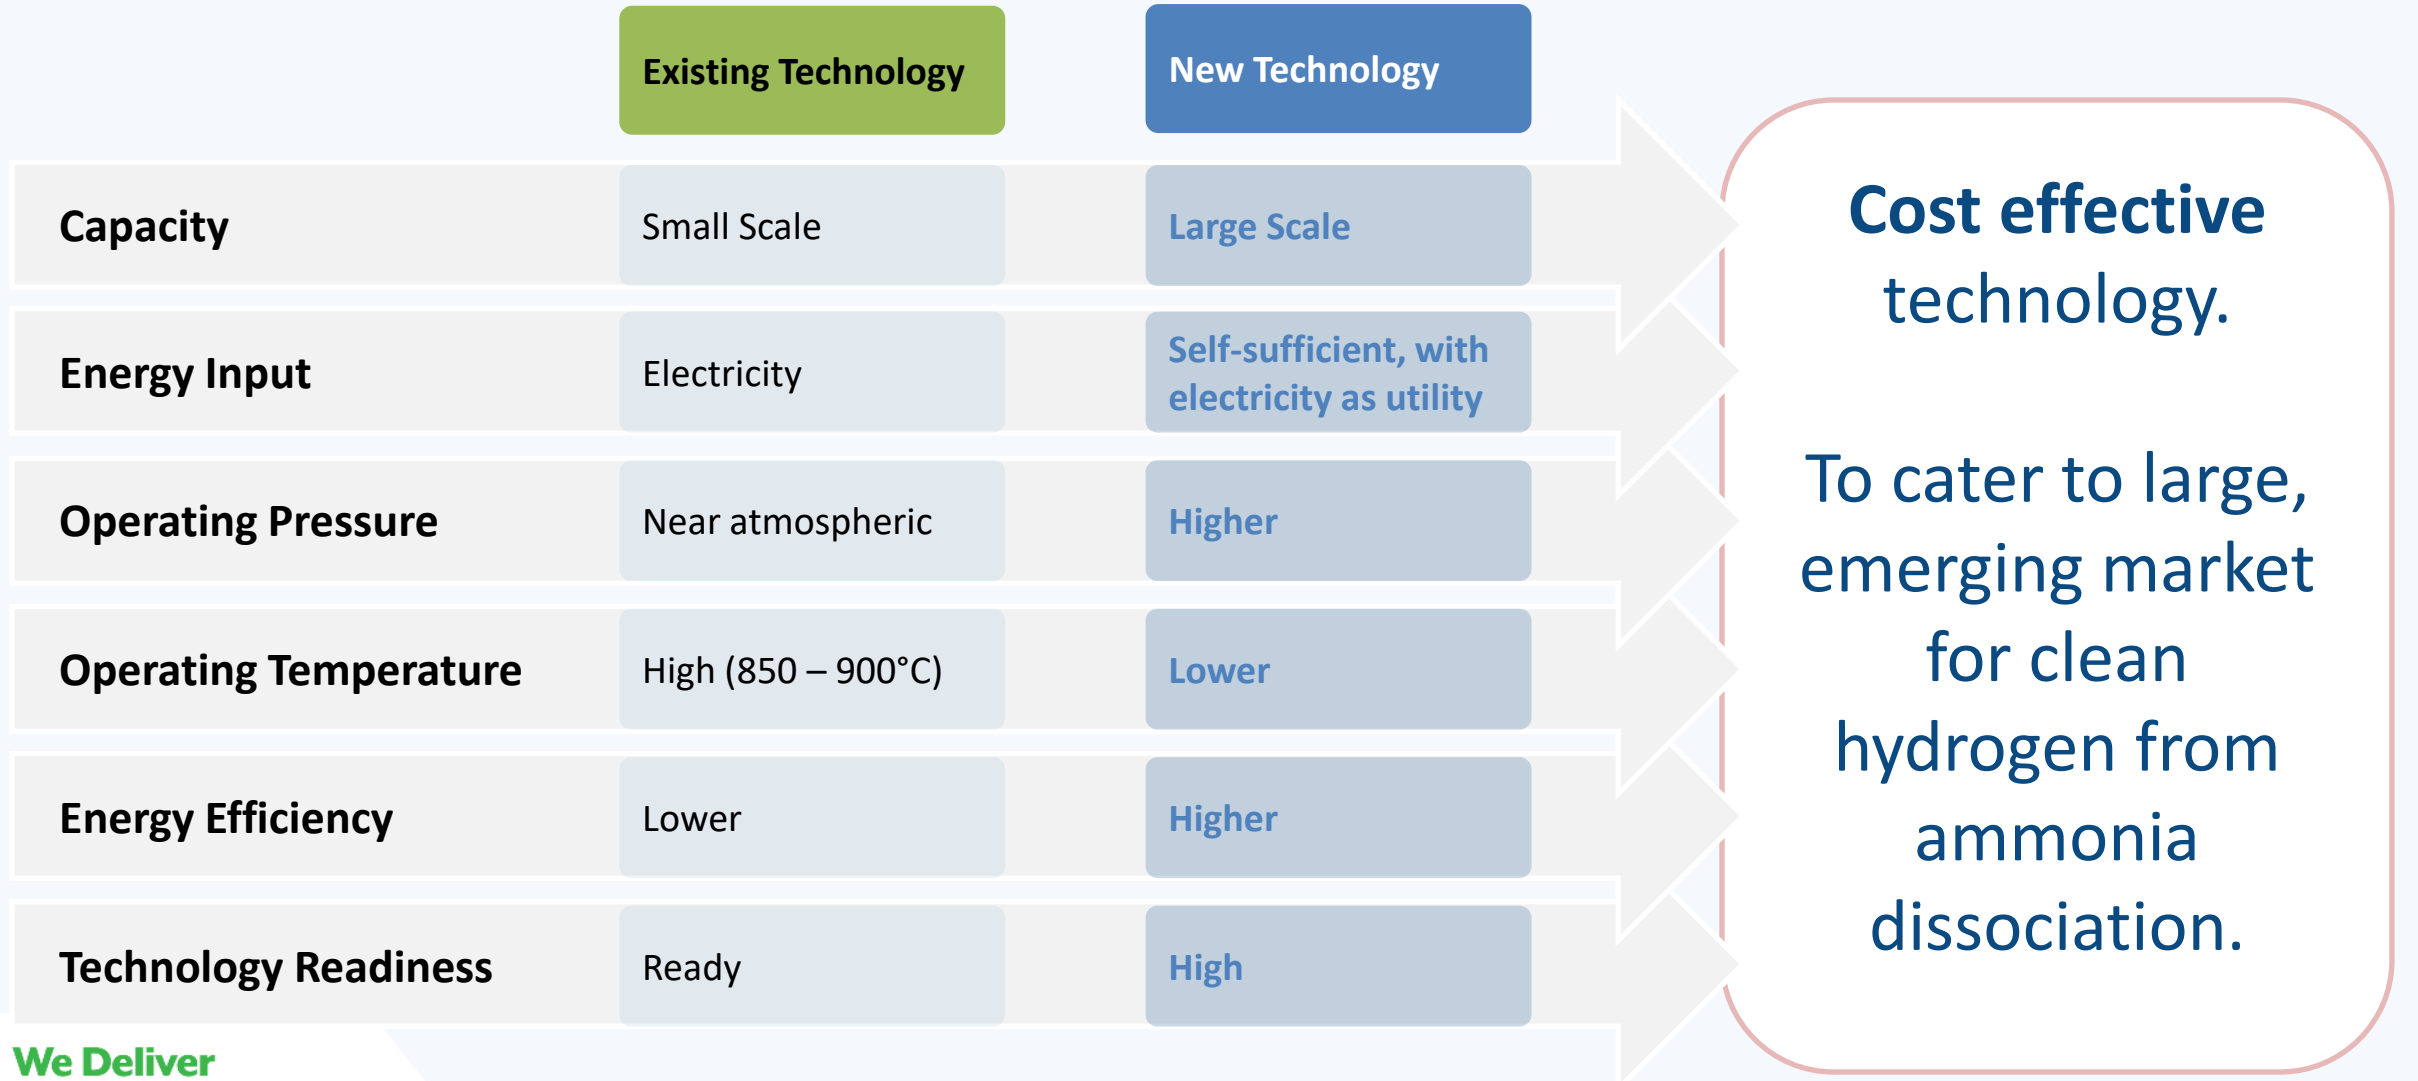 Existing Technology
New Technology
Capacity
Small Scale
Large Scale
Energy Input
Electricity
Self-sufficient, with
electricity as utility
Operating Pressure
Near atmospheric
Higher
Operating Temperature
High (850 – 900°C)
Lower
Energy Efficiency
Lower
Higher
Technology Readiness
Ready
High
Cost effective
technology.
To cater to large,
emerging market
for clean
hydrogen from
ammonia
dissociation.
We Deliver